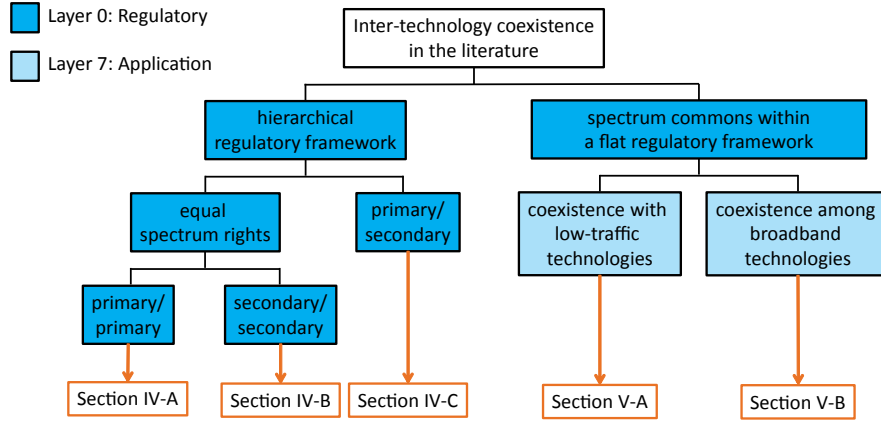 Layer 0: Regulatory
Layer 7: Application
Inter-technology coexistence
in the literature
hierarchical
regulatory framework
spectrum commons within
a flat regulatory framework
equal
spectrum rights
primary/
secondary
coexistence with
low-traffic
technologies
coexistence among
broadband
technologies
primary/
primary
secondary/
secondary
Section IV-A
Section IV-B
Section IV-C
Section V-A
Section V-B